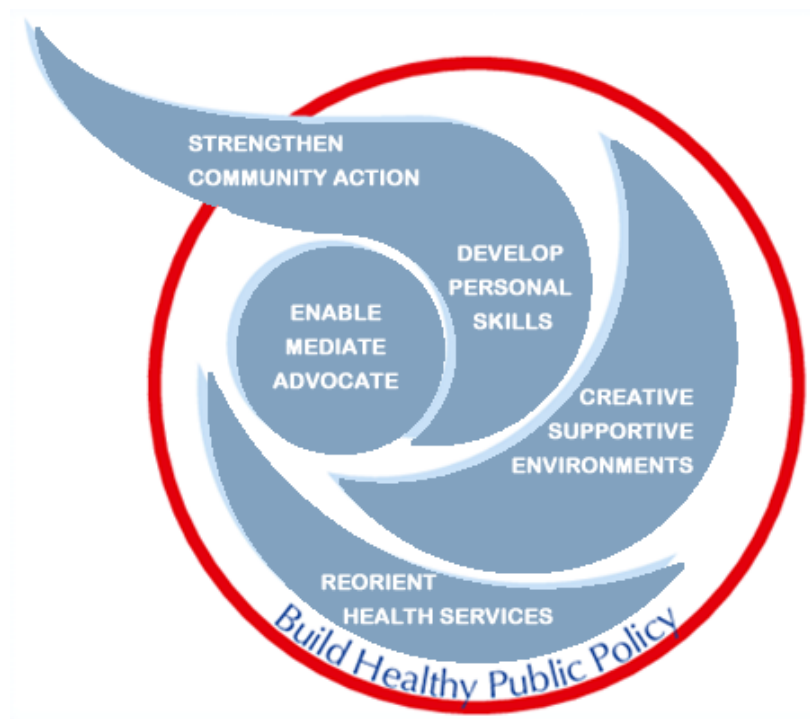 STRENGTHEN
COMMUNITY ACTION
DEVELOP
PERSONAL
SKILLS
ENABLE
MEDIATE
ADVOCATE
CREATIVE
SUPPORTIVE
ENVIRONMENTS
REORIENT
HEALTH SERVICES
Build Healthy Public Policy